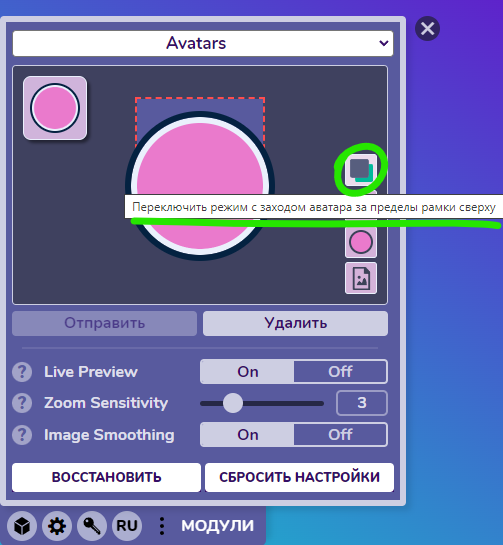 Avatars
Переключить режим с заходом аватара за пределы рамки сверху
Отправить
Удалить
? Live Preview On Off
? Zoom Sensitivity 3
? Image Smoothing On Off
ВОССТАНОВИТЬ
СБРОСИТЬ НАСТРОЙКИ
RU
МОДУЛИ